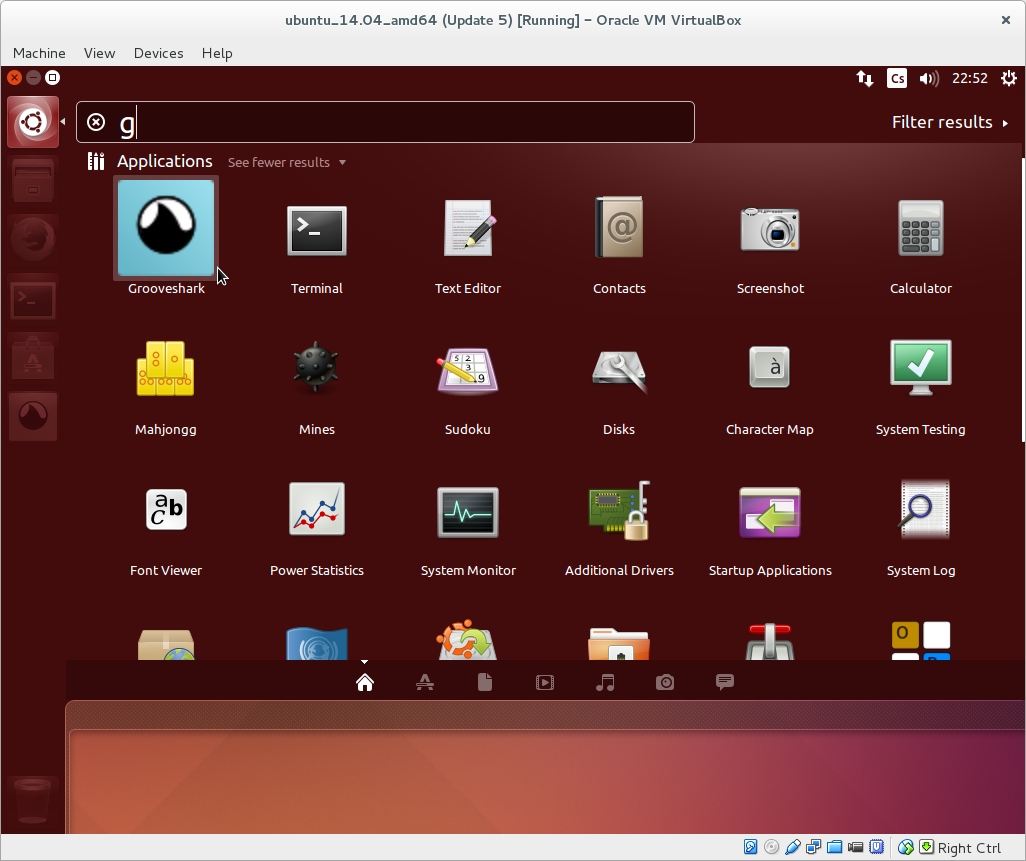 ubuntu_14.04_amd64 (Update 5) [Running] – Oracle VM VirtualBox
Machine View Devices Help
Cs 22:52
g
Filter results
Applications See fewer results
Grooveshark Terminal Text Editor Contacts Screenshot Calculator
Mahjongg Mines Sudoku Disks Character Map System Testing
Font Viewer Power Statistics System Monitor Additional Drivers Startup Applications System Log
Right Ctrl